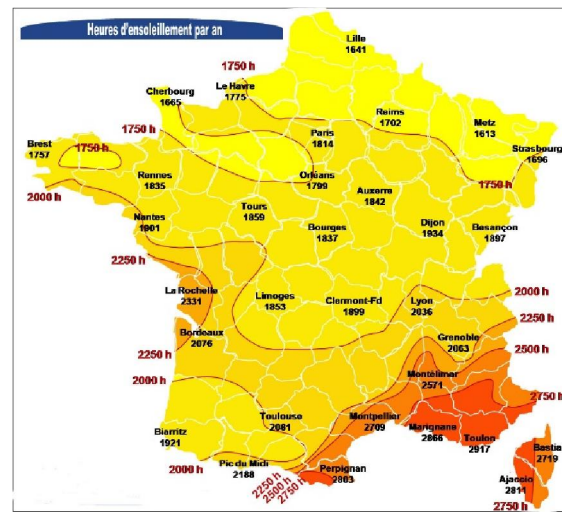 Heures d'ensoleillement par an
Lille
1641
1750 h
Le Havre
1775
Cherbourg
1665
Reims
1702
Metz
1613
1750 h
Paris
1814
Brest
1757
1750 h
Strasbourg
1696
Rennes
1835
Orléans
1799
Auxerre
1842
1750 h
2000 h
Nantes
1901
Tours
1859
Bourges
1837
Dijon
1934
Besançon
1897
2250 h
La Rochelle
2331
Limoges
1853
Clermont-Fd
1899
Lyon
2036
2000 h
2250 h
Bordeaux
2076
Grenoble
2063
2250 h
2500 h
Montélimar
2571
2000 h
2750 h
Biarritz
1921
Toulouse
2081
Montpellier
2709
Marignane
2866
Toulon
2917
2000 h
Pic du Midi
2188
2250 h
2500 h
2750 h
Perpignan
2803
Bastia
2719
Ajaccio
2811
2750 h